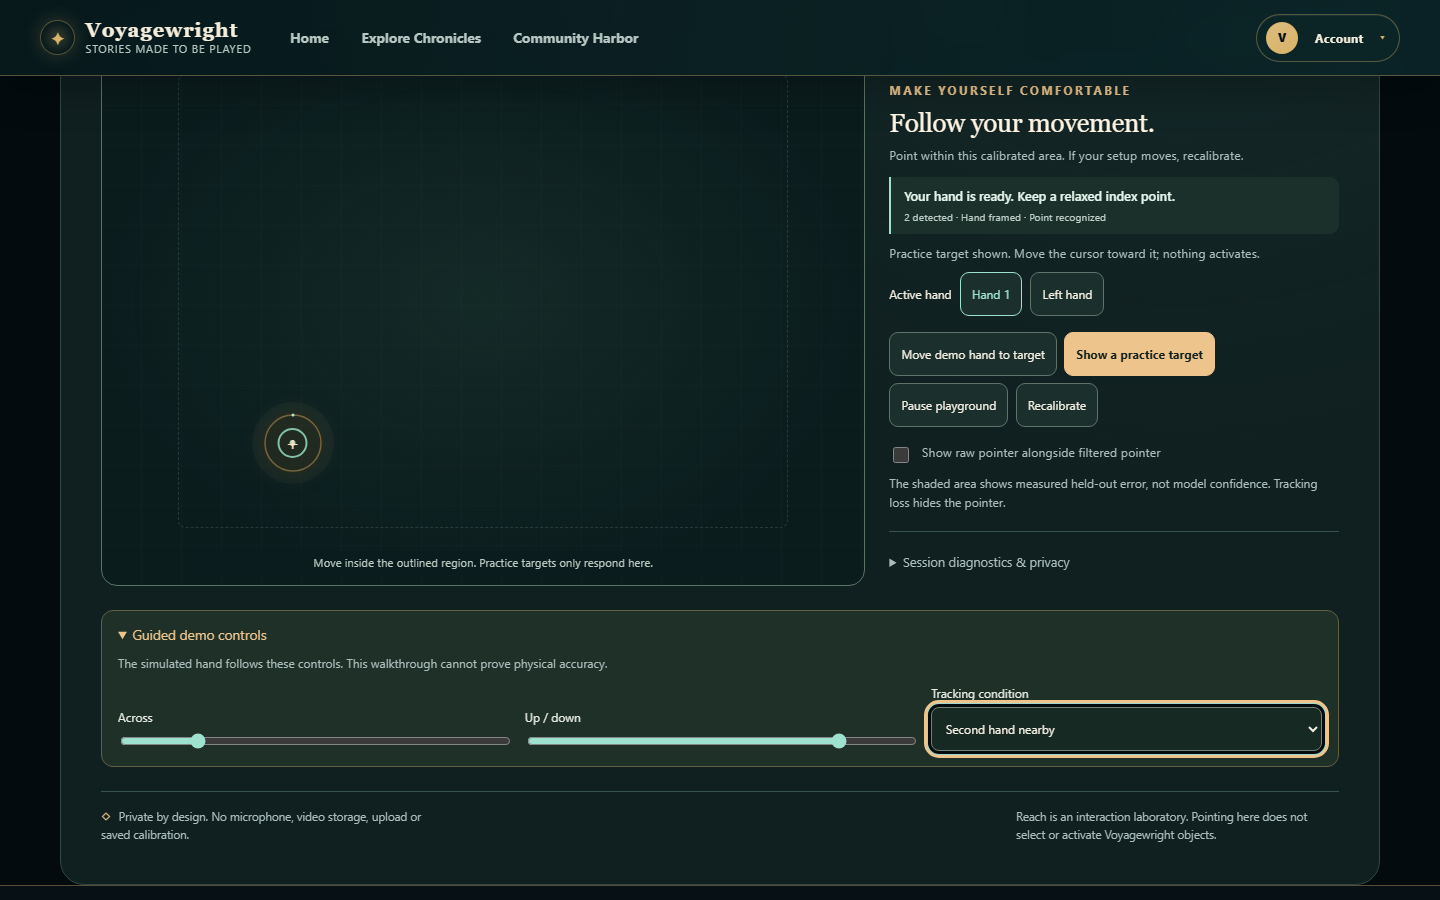 Voyagewright
STORIES MADE TO BE PLAYED
Home
Explore Chronicles
Community Harbor
V
Account
MAKE YOURSELF COMFORTABLE
Follow your movement.
Point within this calibrated area. If your setup moves, recalibrate.
Your hand is ready. Keep a relaxed index point.
2 detected · Hand framed · Point recognized
Practice target shown. Move the cursor toward it; nothing activates.
Active hand
Hand 1
Left hand
Move demo hand to target
Show a practice target
Pause playground
Recalibrate
Show raw pointer alongside filtered pointer
The shaded area shows measured held-out error, not model confidence. Tracking
loss hides the pointer.
Session diagnostics & privacy
Move inside the outlined region. Practice targets only respond here.
Guided demo controls
The simulated hand follows these controls. This walkthrough cannot prove physical accuracy.
Across
Up / down
Tracking condition
Second hand nearby
Private by design. No microphone, video storage, upload or
saved calibration.
Reach is an interaction laboratory. Pointing here does not
select or activate Voyagewright objects.